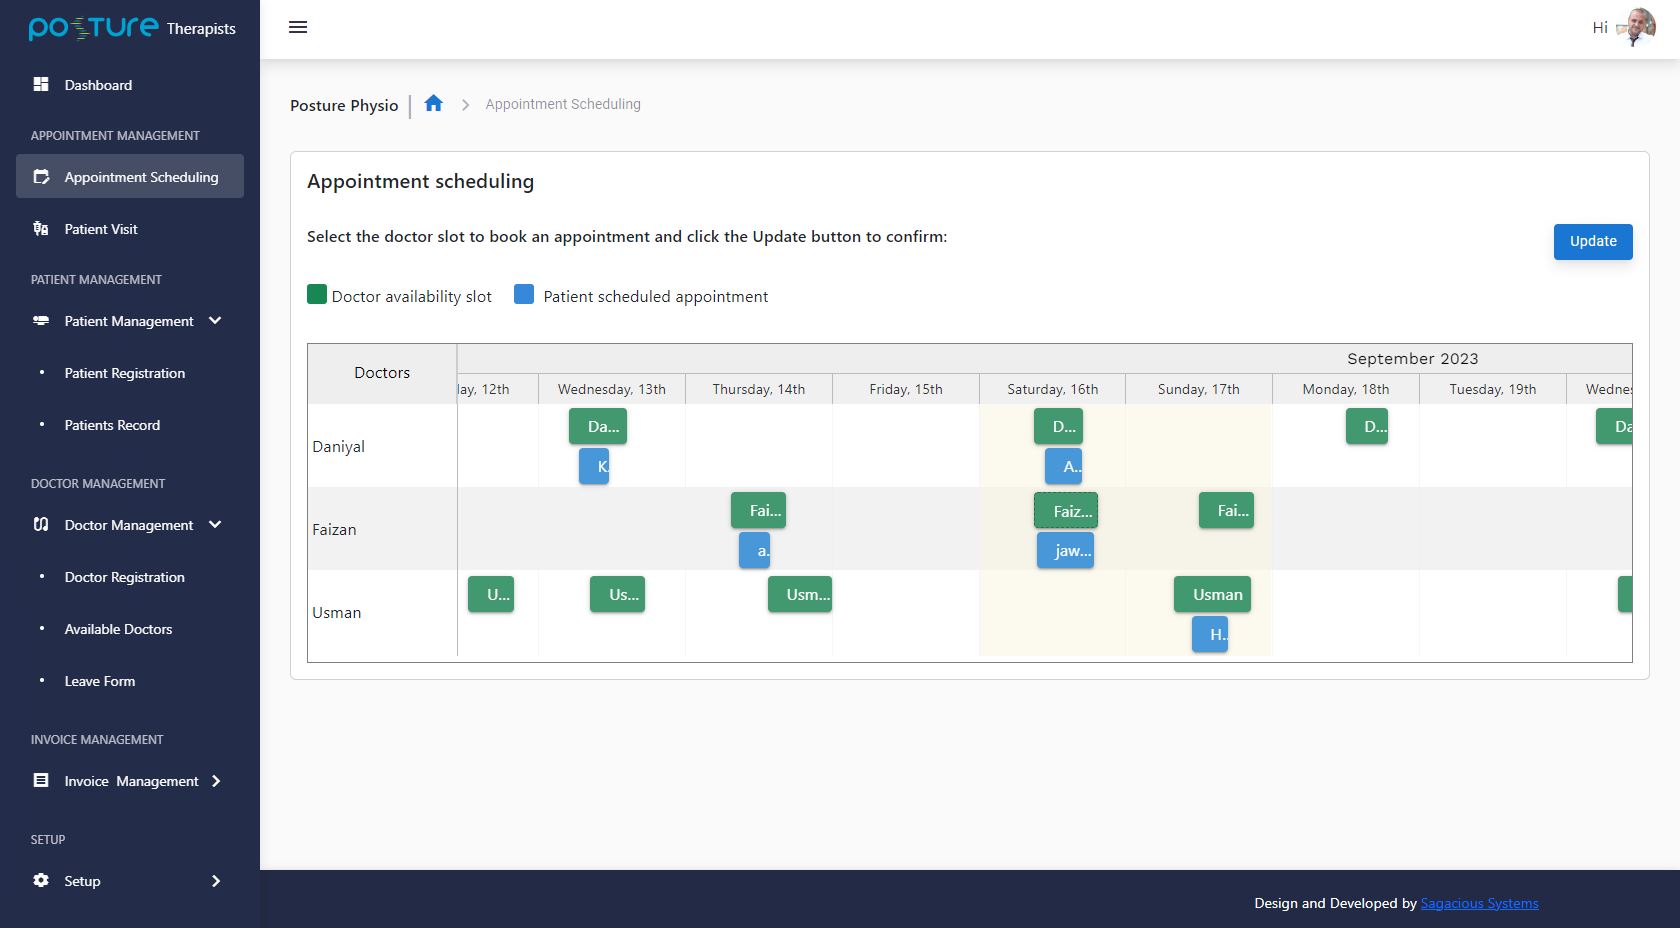 posture Therapists
Hi
Dashboard
Posture Physio
Appointment Scheduling
APPOINTMENT MANAGEMENT
Appointment Scheduling
Patient Visit
PATIENT MANAGEMENT
Patient Management
Patient Registration
Patients Record
DOCTOR MANAGEMENT
Doctor Management
Doctor Registration
Available Doctors
Leave Form
INVOICE MANAGEMENT
Invoice Management
SETUP
Setup
Appointment scheduling
Select the doctor slot to book an appointment and click the Update button to confirm:
Update
Doctor availability slot Patient scheduled appointment
Doctors
September 2023
lay, 12th Wednesday, 13th Thursday, 14th Friday, 15th Saturday, 16th Sunday, 17th Monday, 18th Tuesday, 19th Wednes
Daniyal
Da... D... D... Da
K. A..
Faizan
Fai... Faiz... Fai...
a. jaw...
Usman
U... Us... Usm... Usman
H.
Design and Developed by Sagacious Systems